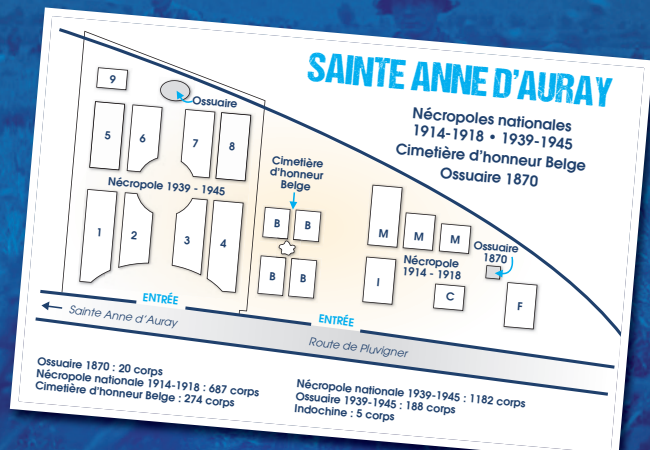 SAINTE ANNE D'AURAY
Nécropoles nationales
1914-1918 • 1939-1945
Cimetière d'honneur Belge
Ossuaire 1870
9
Ossuaire
5
6
7
8
Nécropole 1939 - 1945
1
2
3
4
Cimetière
d'honneur
Belge
B
B
B
B
M
M
M
Ossuaire
1870
Nécropole
1914 - 1918
I
C
F
ENTRÉE
ENTRÉE
Sainte Anne d'Auray
Route de Pluvigner
Ossuaire 1870 : 20 corps
Nécropole nationale 1914-1918 : 687 corps
Cimetière d'honneur Belge : 274 corps
Nécropole nationale 1939-1945 : 1182 corps
Ossuaire 1939-1945 : 188 corps
Indochine : 5 corps